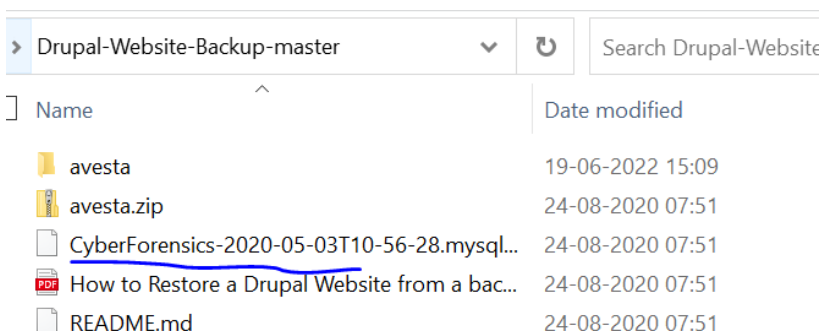 Drupal-Website-Backup-master
Search Drupal-Website
Name Date modified
avesta 19-06-2022 15:09
avesta.zip 24-08-2020 07:51
CyberForensics-2020-05-03T10-56-28.mysql... 24-08-2020 07:51
PDF How to Restore a Drupal Website from a bac... 24-08-2020 07:51
README.md 24-08-2020 07:51